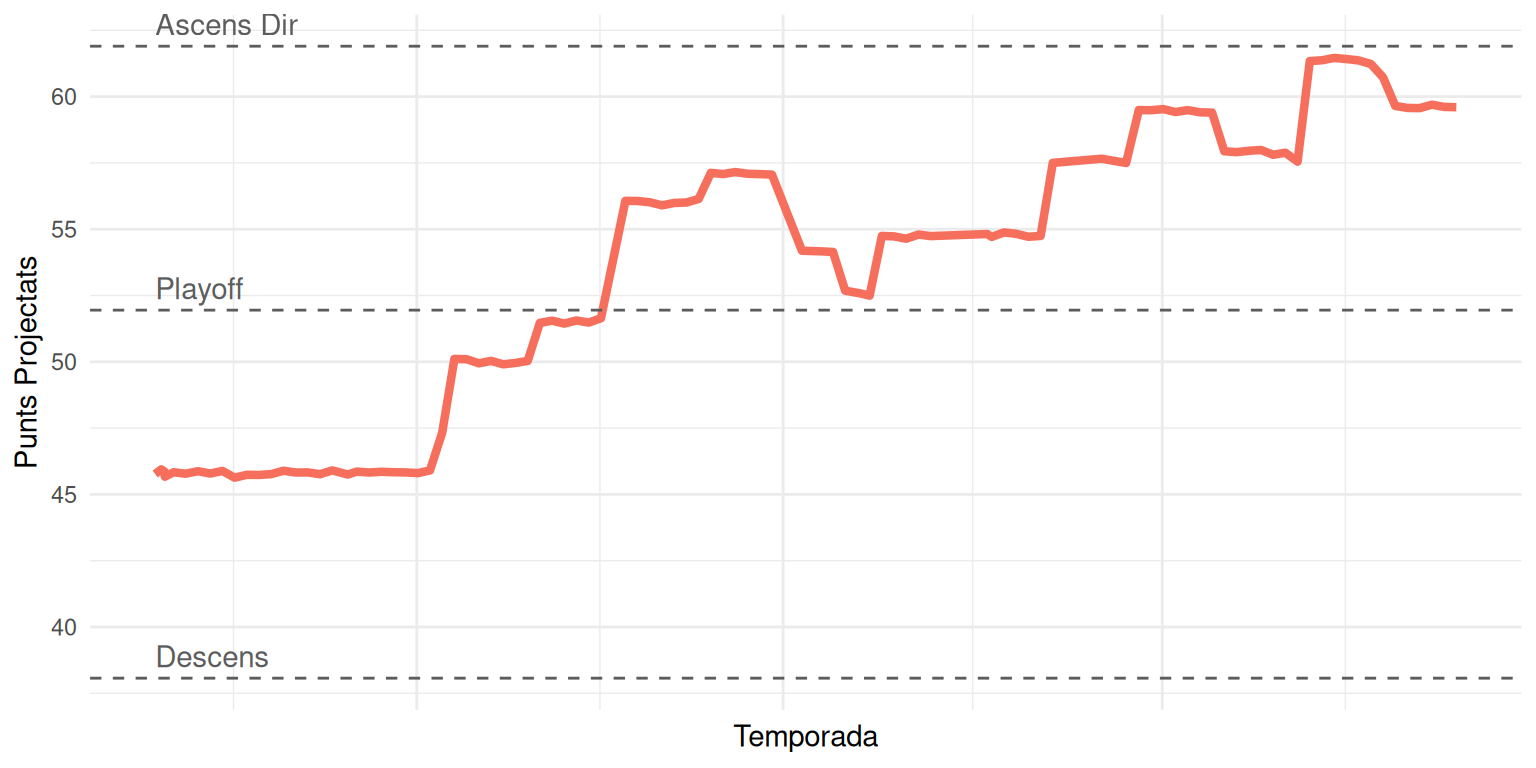 Ascens Dir
60
55
Playoff
50
45
40
Descens
Punts Projectats
Temporada